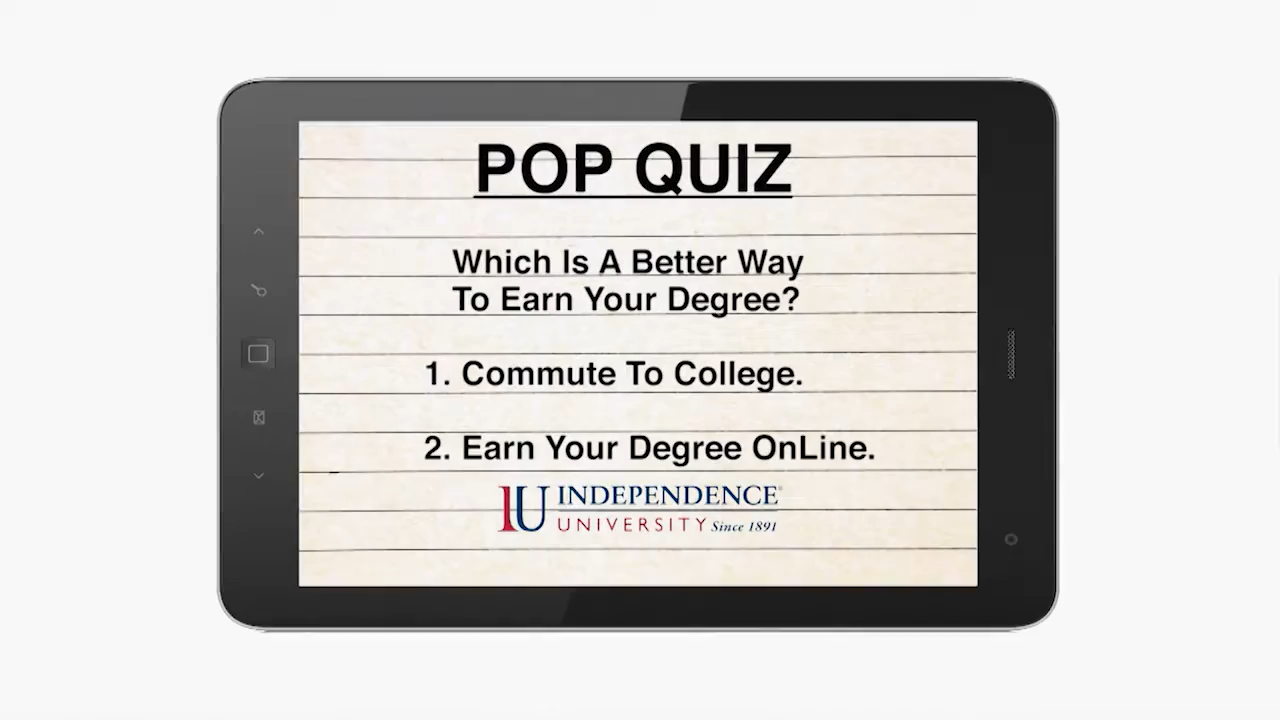 POP QUIZ
Which Is A Better Way
To Earn Your Degree?
1. Commute To College.
2. Earn Your Degree OnLine.
IU INDEPENDENCE®
UNIVERSITY Since 1891